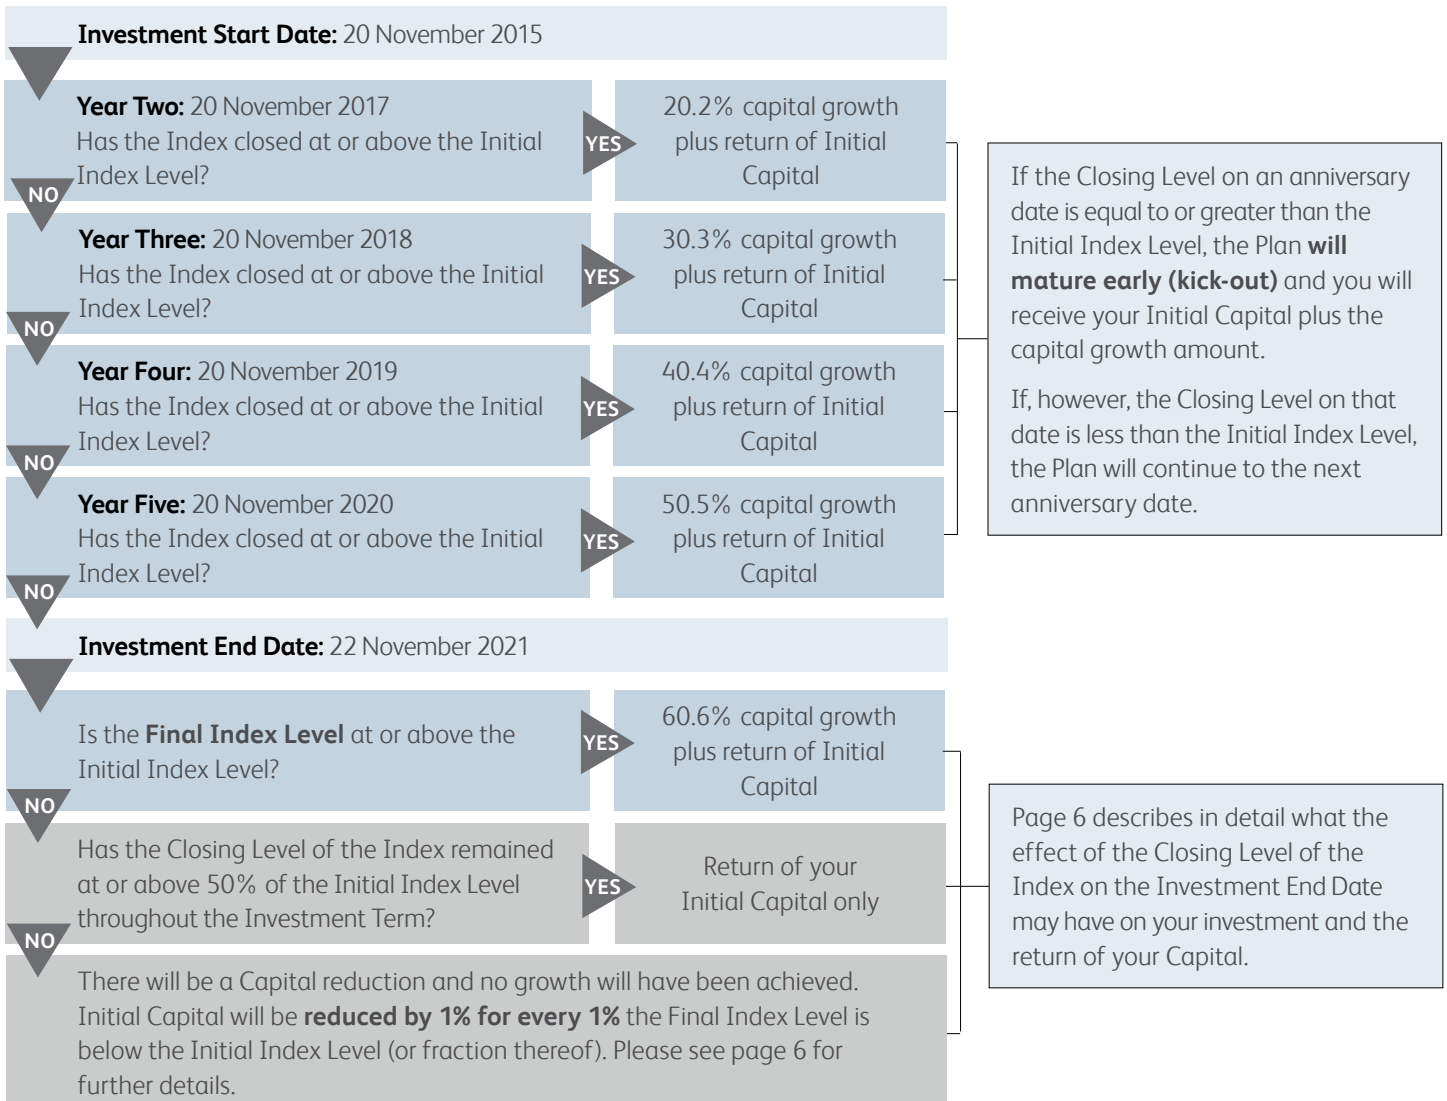 Investment Start Date: 20 November 2015
Year Two: 20 November 2017
Has the Index closed at or above the Initial
Index Level?
YES
20.2% capital growth
plus return of Initial
Capital
NO
Year Three: 20 November 2018
Has the Index closed at or above the Initial
Index Level?
YES
30.3% capital growth
plus return of Initial
Capital
NO
Year Four: 20 November 2019
Has the Index closed at or above the Initial
Index Level?
YES
40.4% capital growth
plus return of Initial
Capital
NO
Year Five: 20 November 2020
Has the Index closed at or above the Initial
Index Level?
YES
50.5% capital growth
plus return of Initial
Capital
NO
If the Closing Level on an anniversary
date is equal to or greater than the
Initial Index Level, the Plan will
mature early (kick-out) and you will
receive your Initial Capital plus the
capital growth amount.
If, however, the Closing Level on that
date is less than the Initial Index Level,
the Plan will continue to the next
anniversary date.
Investment End Date: 22 November 2021
Is the Final Index Level at or above the
Initial Index Level?
YES
60.6% capital growth
plus return of Initial
Capital
NO
Has the Closing Level of the Index remained
at or above 50% of the Initial Index Level
throughout the Investment Term?
YES
Return of your
Initial Capital only
NO
There will be a Capital reduction and no growth will have been achieved.
Initial Capital will be reduced by 1% for every 1% the Final Index Level is
below the Initial Index Level (or fraction thereof). Please see page 6 for
further details.
Page 6 describes in detail what the
effect of the Closing Level of the
Index on the Investment End Date
may have on your investment and the
return of your Capital.